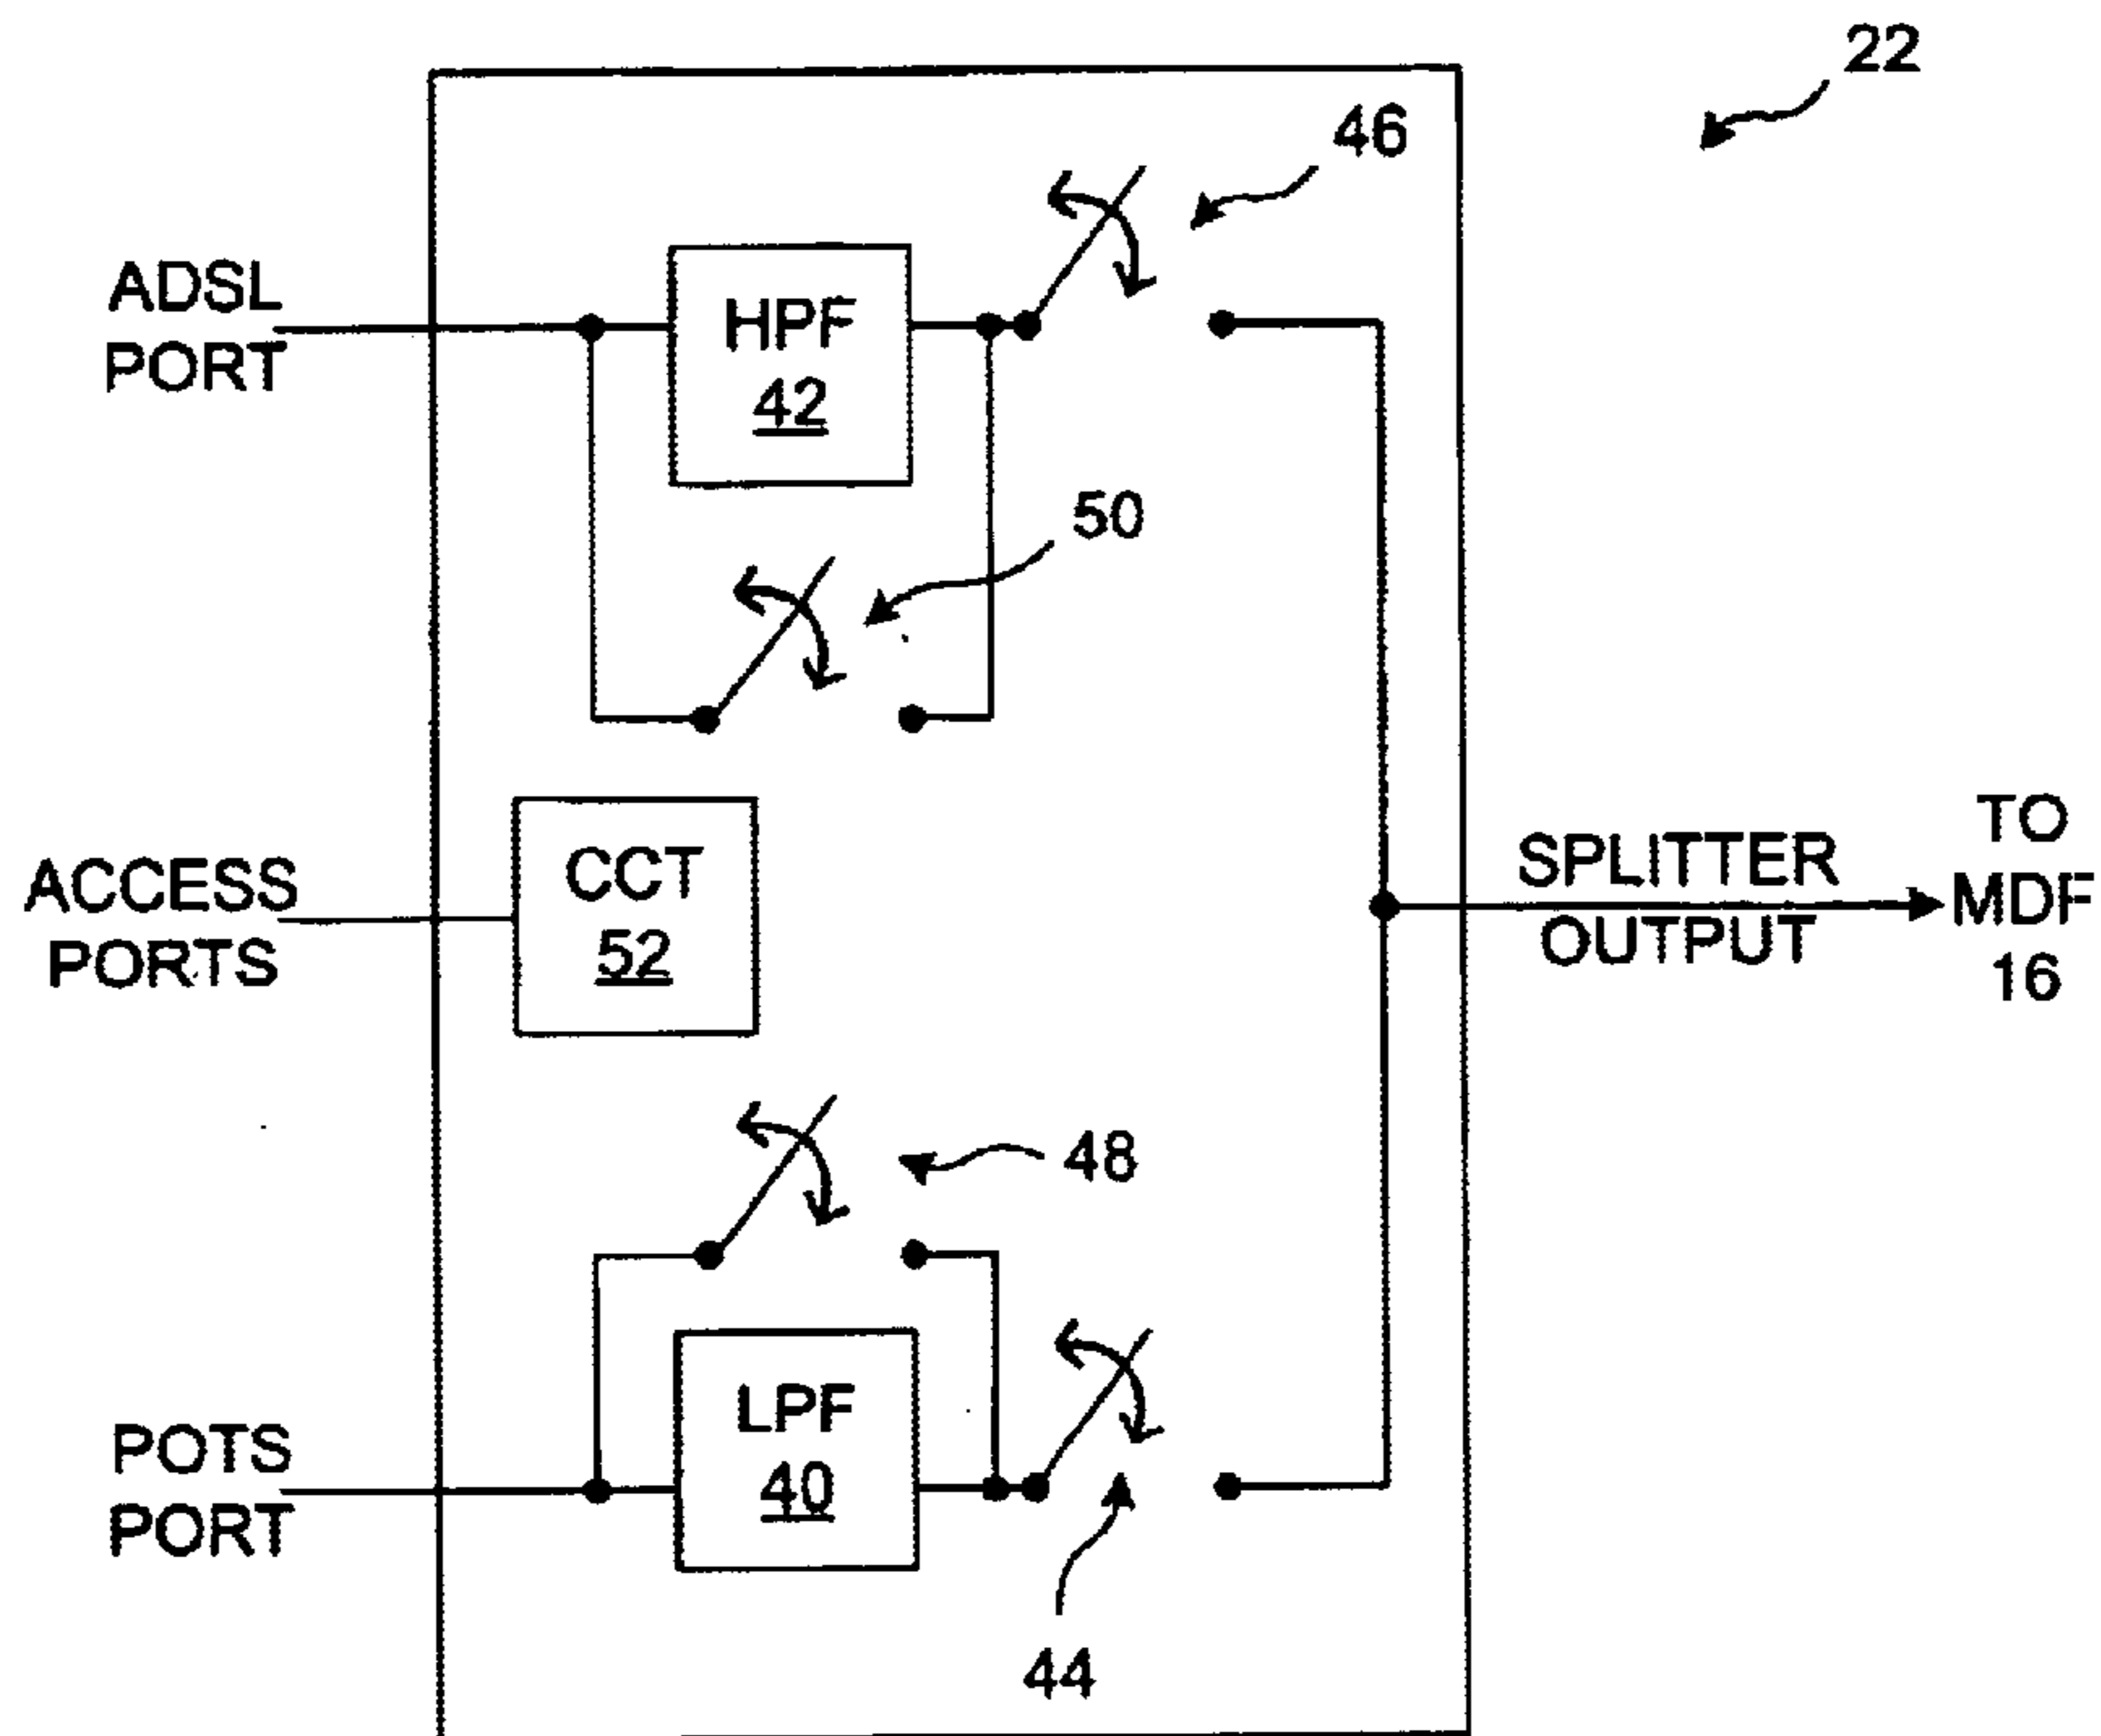 22
46
ADSL
PORT
HPF
42
50
ACCESS
PORTS
CCT
52
SPLITTER
OUTPUT
TO
MDF
16
48
LPF
40
POTS
PORT
44